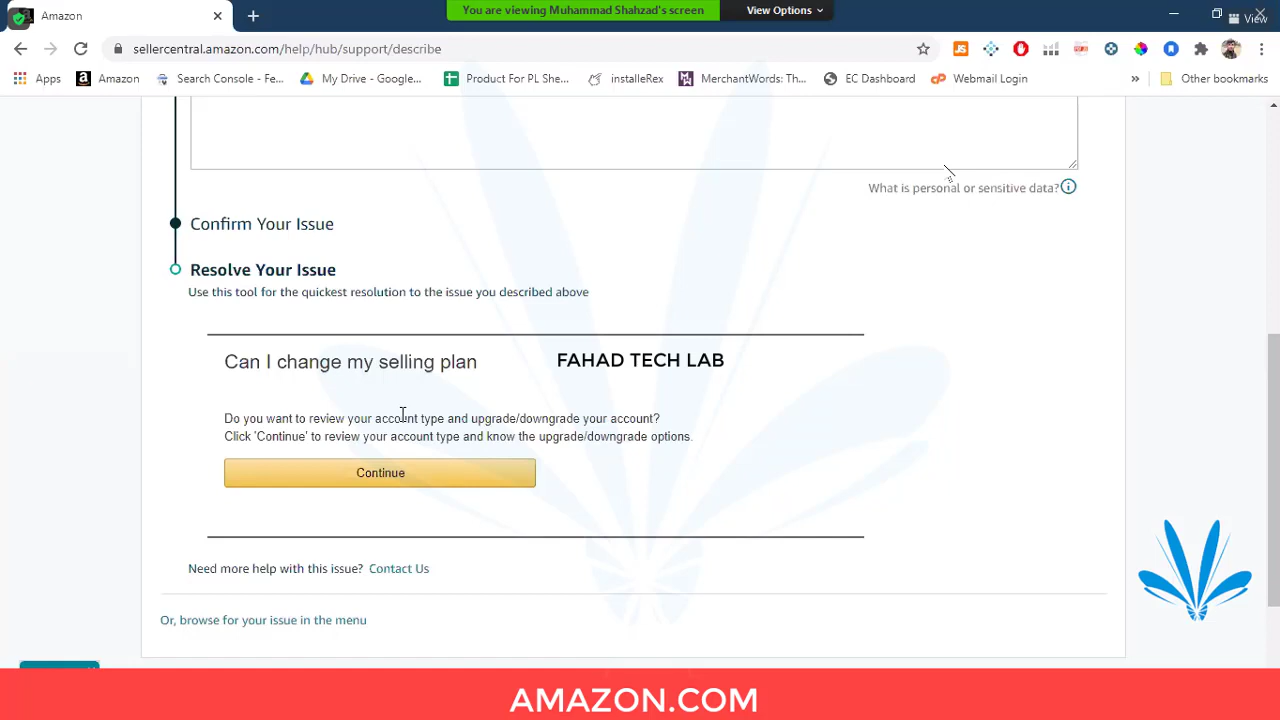 You are viewing Muhammad Shahzad's screen
View Options
Amazon
View
sellercentral.amazon.com/help/hub/support/describe
Apps
Amazon
Search Console - Fe...
My Drive - Google...
Product For PL She...
installeRex
MerchantWords: Th...
EC Dashboard
Webmail Login
»
Other bookmarks
What is personal or sensitive data?
Confirm Your Issue
Resolve Your Issue
Use this tool for the quickest resolution to the issue you described above
Can I change my selling plan
FAHAD TECH LAB
Do you want to review your account type and upgrade/downgrade your account?
Click 'Continue' to review your account type and know the upgrade/downgrade options.
Continue
Need more help with this issue? Contact Us
Or, browse for your issue in the menu
AMAZON.COM